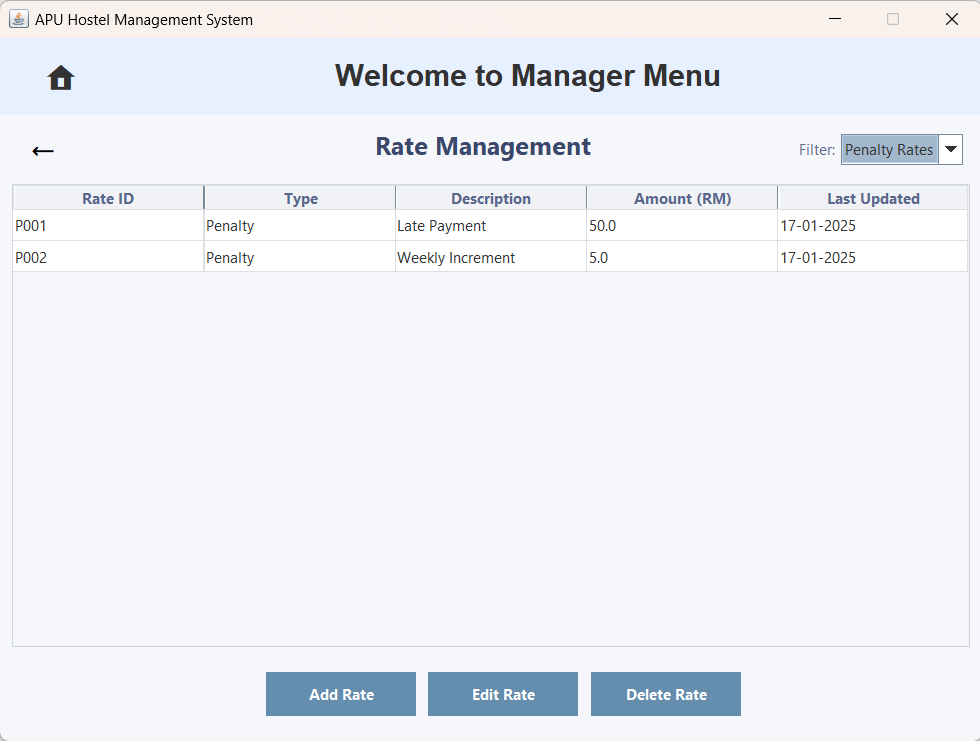 APU Hostel Management System
Welcome to Manager Menu
Rate Management
Filter: Penalty Rates
Rate ID Type Description Amount (RM) Last Updated
P001 Penalty Late Payment 50.0 17-01-2025
P002 Penalty Weekly Increment 5.0 17-01-2025
Add Rate Edit Rate Delete Rate